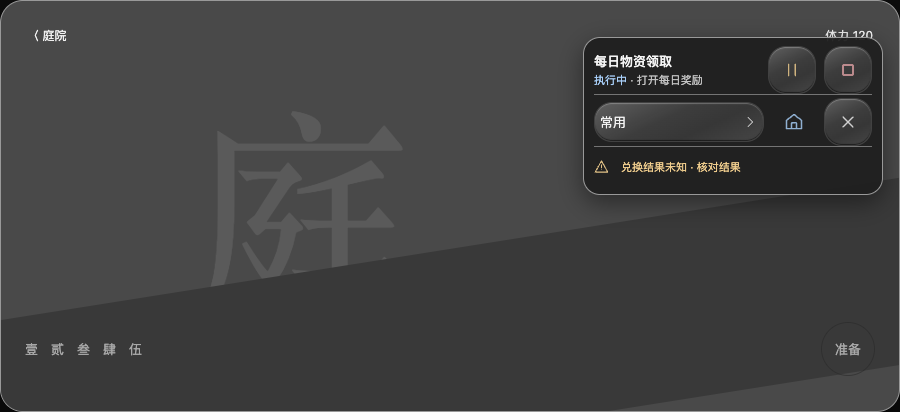 〈 庭院
体力 120
每日物资领取
执行中 · 打开每日奖励
常用
兑换结果未知 · 核对结果
庭
壹 贰 叁 肆 伍
准备